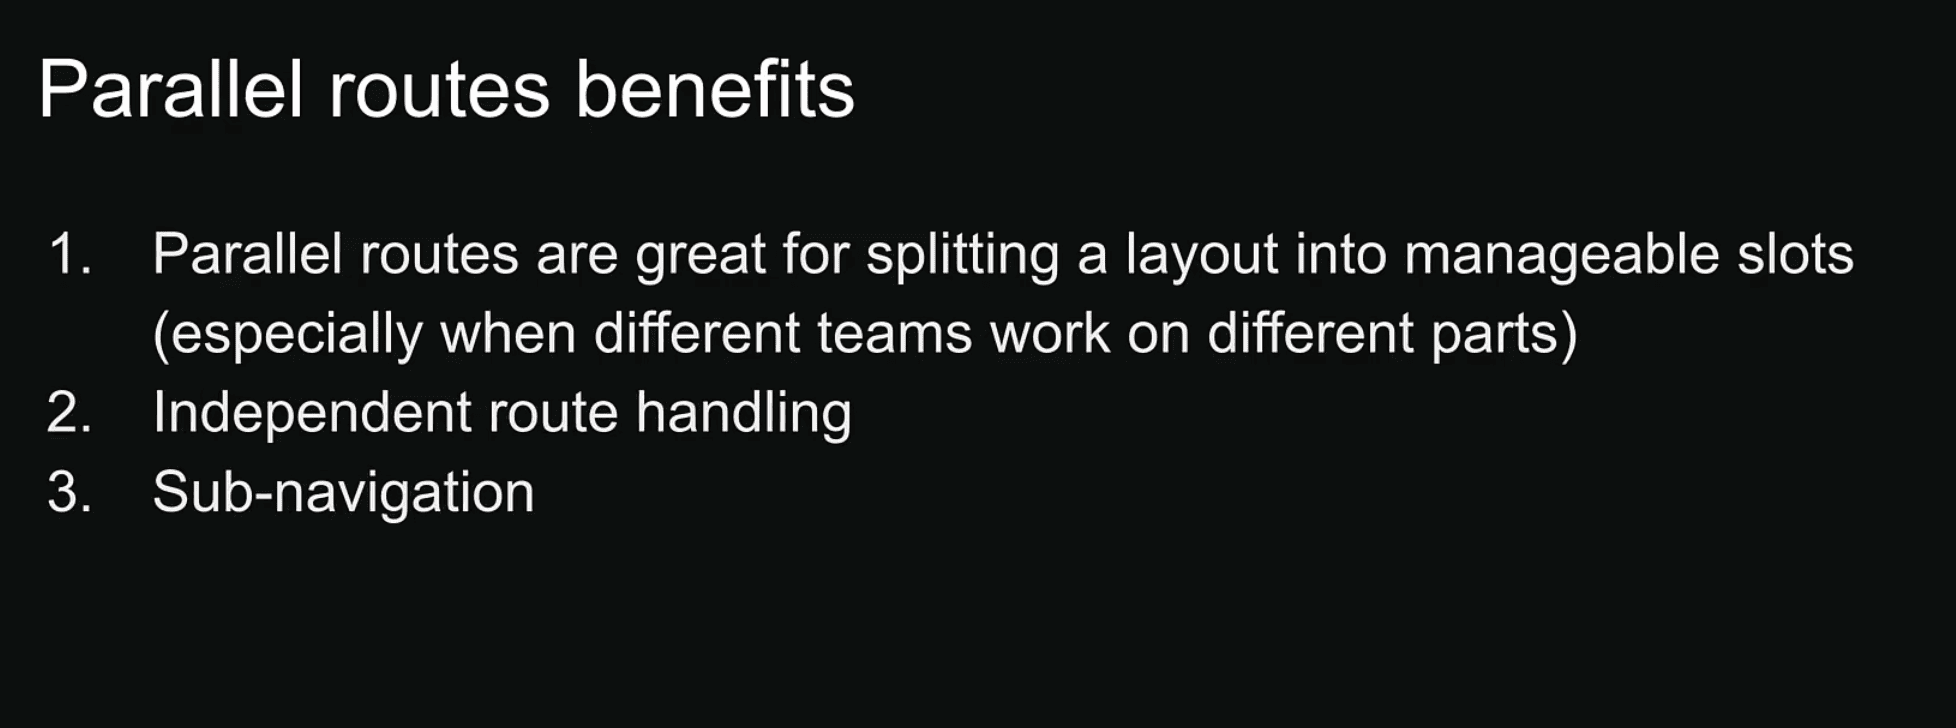 Parallel routes benefits
1. Parallel routes are great for splitting a layout into manageable slots
(especially when different teams work on different parts)
2. Independent route handling
3. Sub-navigation